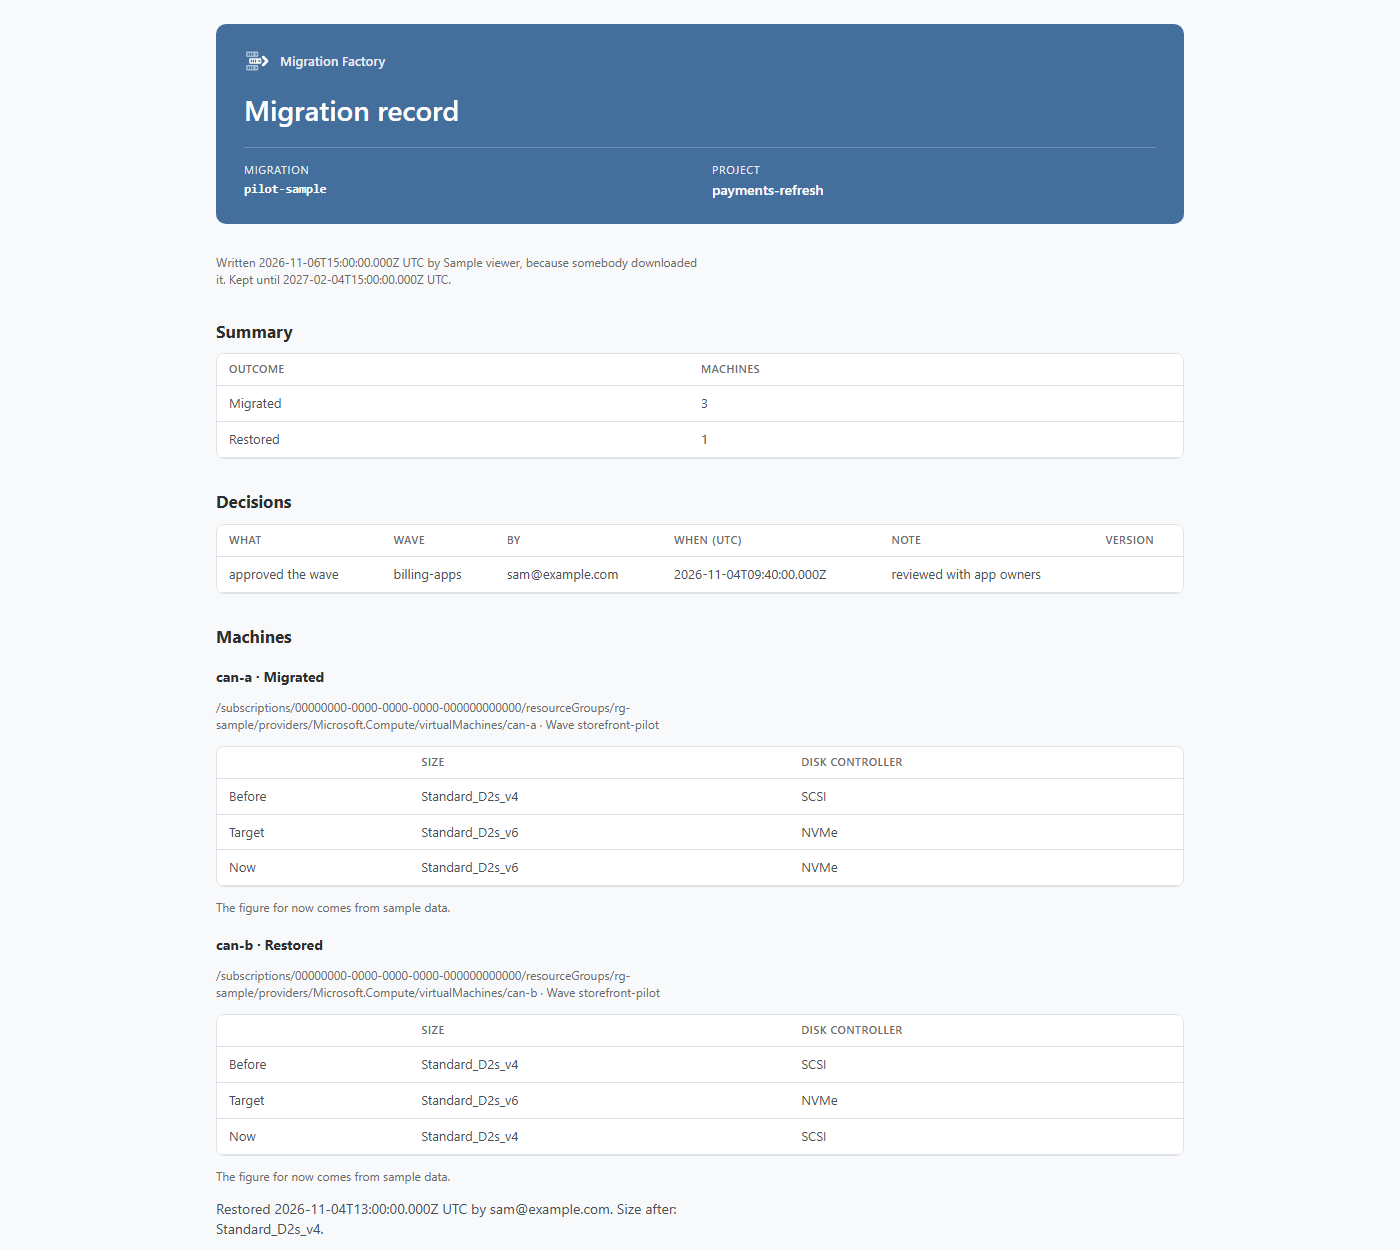 Migration Factory
Migration record
MIGRATION
pilot-sample
PROJECT
payments-refresh
Written 2026-11-06T15:00:00.000Z UTC by Sample viewer, because somebody downloaded
it. Kept until 2027-02-04T15:00:00.000Z UTC.
Summary
OUTCOME MACHINES
Migrated 3
Restored 1
Decisions
WHAT WAVE BY WHEN (UTC) NOTE VERSION
approved the wave billing-apps sam@example.com 2026-11-04T09:40:00.000Z reviewed with app owners
Machines
can-a · Migrated
/subscriptions/00000000-0000-0000-0000-000000000000/resourceGroups/rg-
sample/providers/Microsoft.Compute/virtualMachines/can-a · Wave storefront-pilot
SIZE DISK CONTROLLER
Before Standard_D2s_v4 SCSI
Target Standard_D2s_v6 NVMe
Now Standard_D2s_v6 NVMe
The figure for now comes from sample data.
can-b · Restored
/subscriptions/00000000-0000-0000-0000-000000000000/resourceGroups/rg-
sample/providers/Microsoft.Compute/virtualMachines/can-b · Wave storefront-pilot
SIZE DISK CONTROLLER
Before Standard_D2s_v4 SCSI
Target Standard_D2s_v6 NVMe
Now Standard_D2s_v4 SCSI
The figure for now comes from sample data.
Restored 2026-11-04T13:00:00.000Z UTC by sam@example.com. Size after:
Standard_D2s_v4.